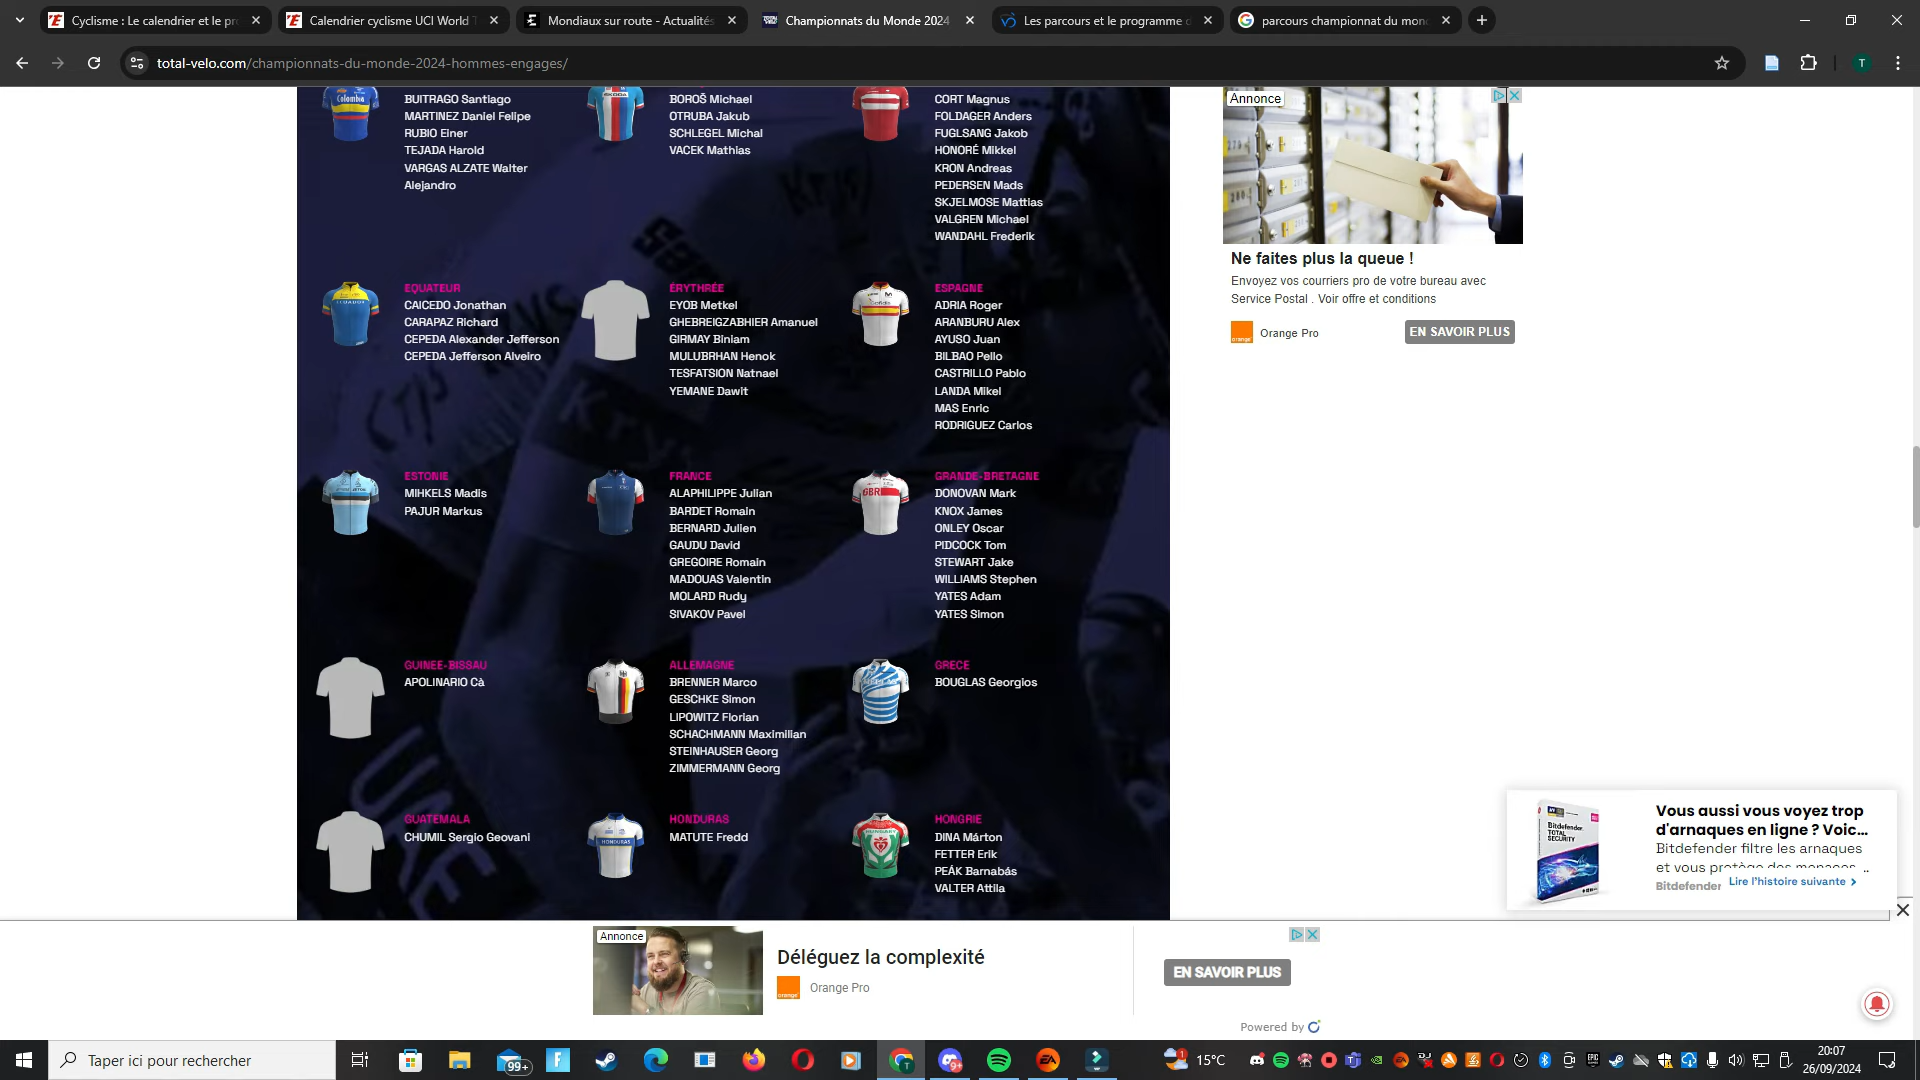 Cyclisme : Le calendrier et le pr
Calendrier cyclisme UCI World T
Mondiaux sur route - Actualités
Championnats du Monde 2024
Les parcours et le programme d
parcours championnat du mon
total-velo.com/championnats-du-monde-2024-hommes-engages/
T
BUITRAGO Santiago
MARTINEZ Daniel Felipe
RUBIO Einer
TEJADA Harold
VARGAS ALZATE Walter
Alejandro
BOROŠ Michael
OTRUBA Jakub
SCHLEGEL Michal
VACEK Mathias
CORT Magnus
FOLDAGER Anders
FUGLSANG Jakob
HONORÉ Mikkel
KRON Andreas
PEDERSEN Mads
SKJELMOSE Mattias
VALGREN Michael
WANDAHL Frederik
EQUATEUR
CAICEDO Jonathan
CARAPAZ Richard
CEPEDA Alexander Jefferson
CEPEDA Jefferson Alveiro
ÉRYTHRÉE
EYOB Metkel
GHEBREIGZABHIER Amanuel
GIRMAY Biniam
MULUBRHAN Henok
TESFATSION Natnael
YEMANE Dawit
ESPAGNE
ADRIA Roger
ARANBURU Alex
AYUSO Juan
BILBAO Pello
CASTRILLO Pablo
LANDA Mikel
MAS Enric
RODRIGUEZ Carlos
ESTONIE
MIHKELS Madis
PAJUR Markus
FRANCE
ALAPHILIPPE Julian
BARDET Romain
BERNARD Julien
GAUDU David
GREGOIRE Romain
MADOUAS Valentin
MOLARD Rudy
SIVAKOV Pavel
GRANDE-BRETAGNE
DONOVAN Mark
KNOX James
ONLEY Oscar
PIDCOCK Tom
STEWART Jake
WILLIAMS Stephen
YATES Adam
YATES Simon
GUINEE-BISSAU
APOLINARIO Cà
ALLEMAGNE
BRENNER Marco
GESCHKE Simon
LIPOWITZ Florian
SCHACHMANN Maximilian
STEINHAUSER Georg
ZIMMERMANN Georg
GRECE
BOUGLAS Georgios
GUATEMALA
CHUMIL Sergio Geovani
HONDURAS
MATUTE Fredd
HONGRIE
DINA Márton
FETTER Erik
PEÁK Barnabás
VALTER Attila
Annonce
Ne faites plus la queue !
Envoyez vos courriers pro de votre bureau avec
Service Postal . Voir offre et conditions
Orange Pro
EN SAVOIR PLUS
Bitdefender
TOTAL
SECURITY
Vous aussi vous voyez trop
d'arnaques en ligne ? Voic...
Bitdefender filtre les arnaques
et vous protège des menaces ..
Bitdefender
Lire l'histoire suivante
Annonce
Déléguez la complexité
Orange Pro
EN SAVOIR PLUS
Powered by
Taper ici pour rechercher
99+
15°C
20:07
26/09/2024